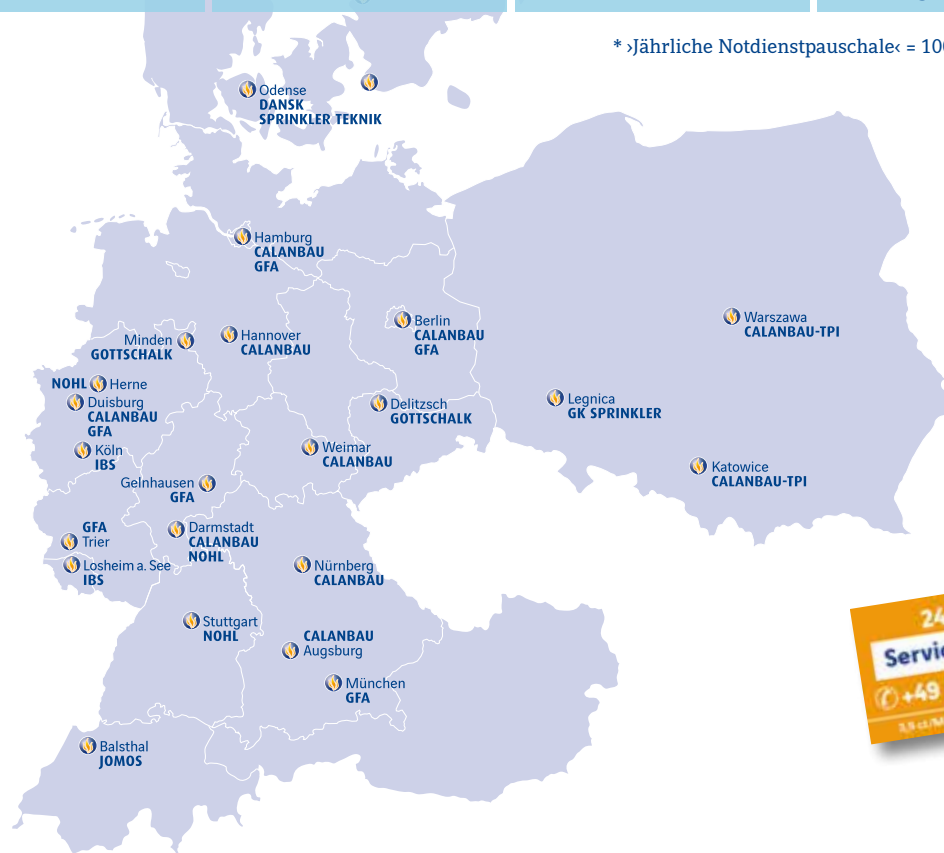 * ›Jährliche Notdienstpauschale‹ = 100
Odense
DANSK
SPRINKLER TEKNIK
Hamburg
CALANBAU
GFA
Berlin
CALANBAU
GFA
Warszawa
CALANBAU-TPI
Minden
GOTTSCHALK
Hannover
CALANBAU
NOHL Herne
Duisburg
CALANBAU
GFA
Delitzsch
GOTTSCHALK
Legnica
GK SPRINKLER
Köln
IBS
Weimar
CALANBAU
Katowice
CALANBAU-TPI
Gelnhausen
GFA
GFA
Trier
Darmstadt
CALANBAU
NOHL
Losheim a. See
IBS
Nürnberg
CALANBAU
Stuttgart
NOHL
CALANBAU
Augsburg
München
GFA
Balsthal
JOMOS
24
Servi
+49